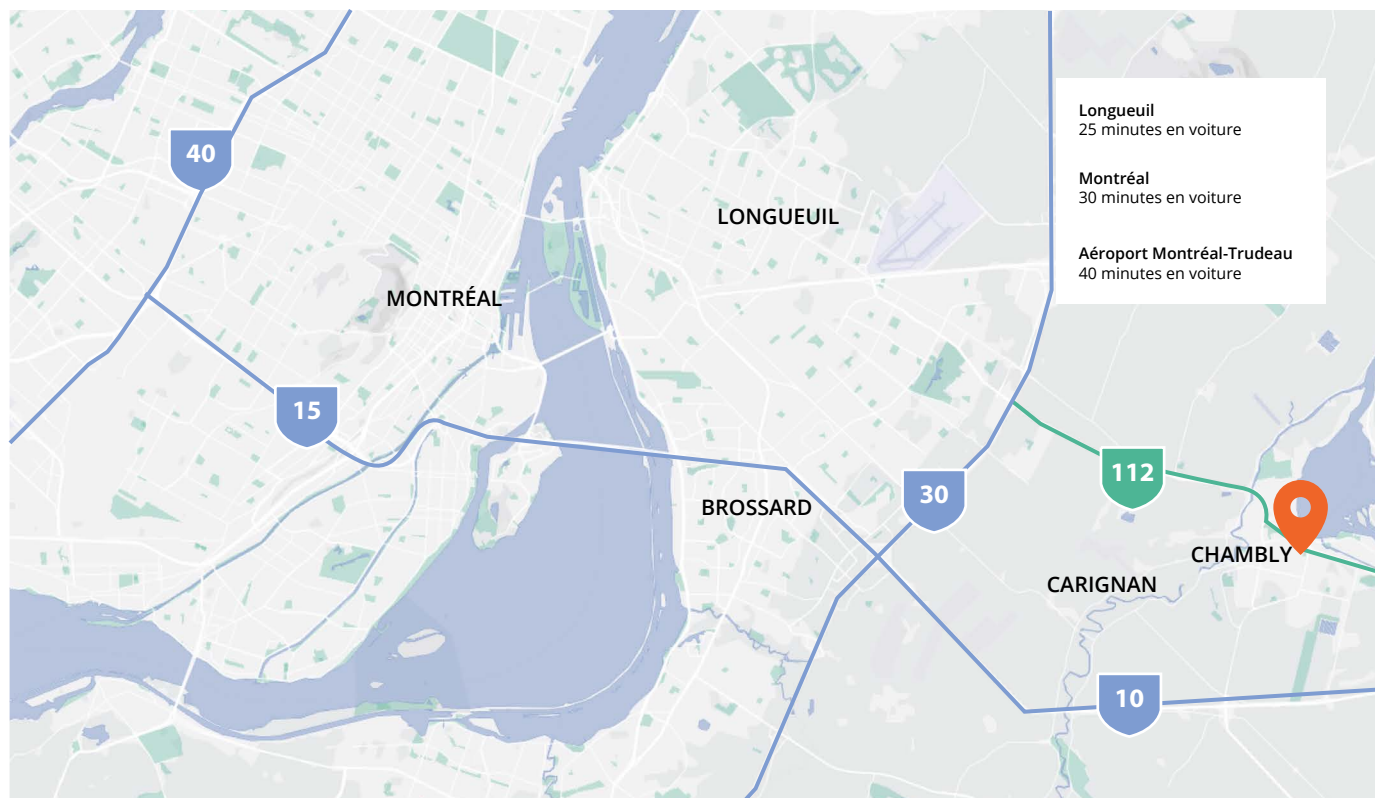 40
Longueuil
25 minutes en voiture
Montréal
30 minutes en voiture
Aéroport Montréal-Trudeau
40 minutes en voiture
LONGUEUIL
MONTRÉAL
15
112
30
BROSSARD
CHAMBLY
CARIGNAN
10